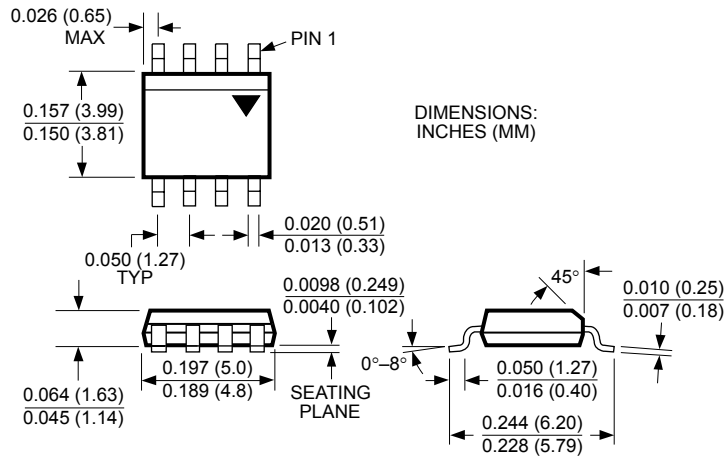 0.026 (0.65)
MAX
PIN 1
0.157 (3.99)
0.150 (3.81)
DIMENSIONS:
INCHES (MM)
0.020 (0.51)
0.013 (0.33)
0.050 (1.27)
TYP
0.0098 (0.249)
0.0040 (0.102)
45°
0.010 (0.25)
0.007 (0.18)
0°–8°
0.064 (1.63)
0.045 (1.14)
0.197 (5.0)
0.189 (4.8)
SEATING
PLANE
0.050 (1.27)
0.016 (0.40)
0.244 (6.20)
0.228 (5.79)